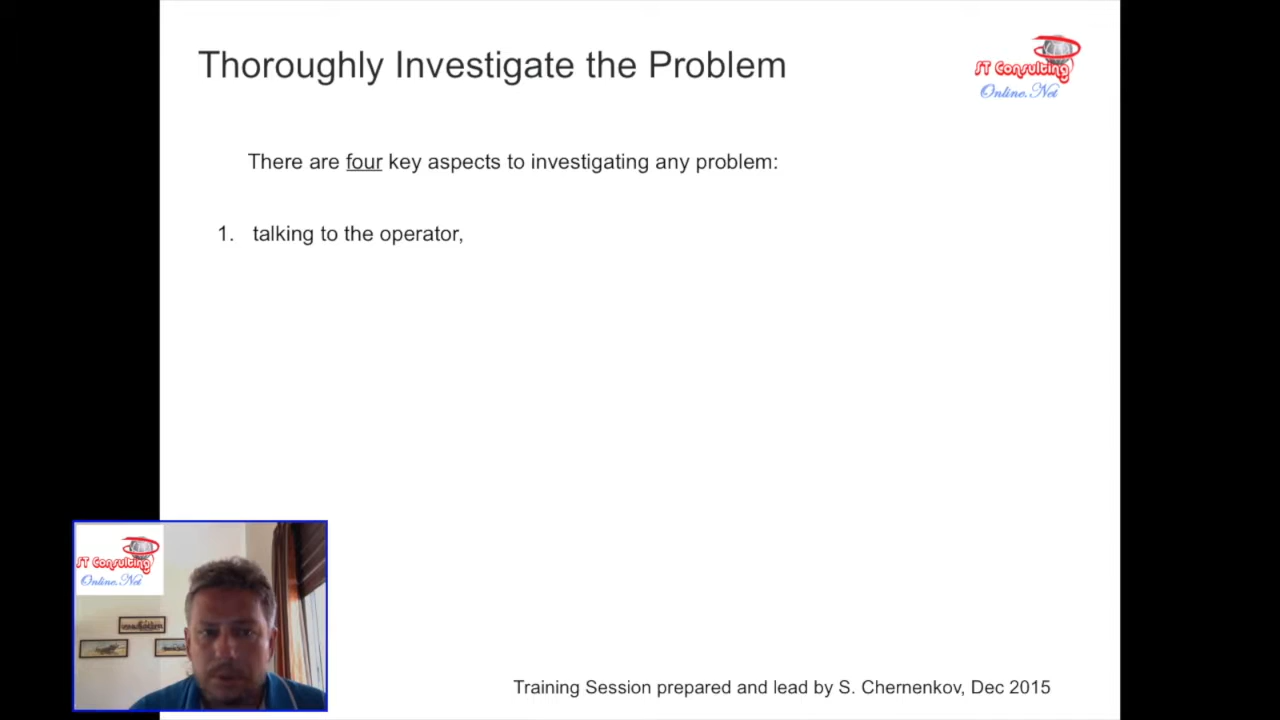 Thoroughly Investigate the Problem
ST Consulting
Online.Net
There are four key aspects to investigating any problem:
1. talking to the operator,
ST Consulting
Online.Net
Training Session prepared and lead by S. Chernenkov, Dec 2015